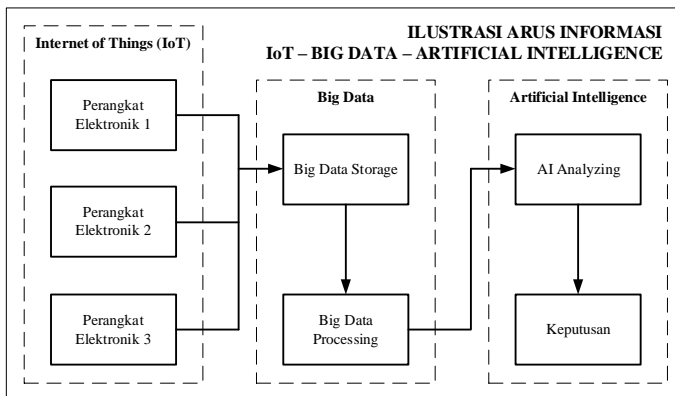 ILUSTRASI ARUS INFORMASI
IoT – BIG DATA – ARTIFICIAL INTELLIGENCE
Internet of Things (IoT)
Perangkat
Elektronik 1
Perangkat
Elektronik 2
Perangkat
Elektronik 3
Big Data
Big Data Storage
Big Data
Processing
Artificial Intelligence
AI Analyzing
Keputusan